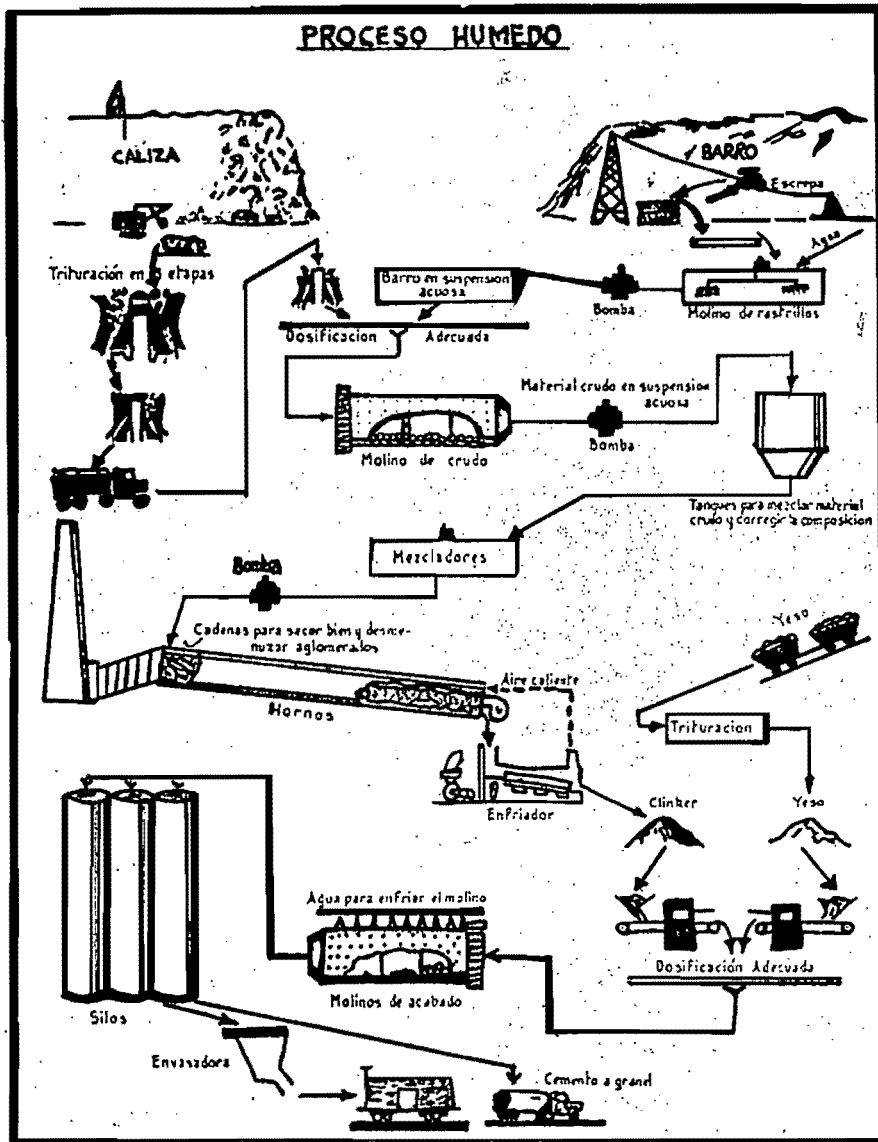 PROCESO HUMEDO
CALIZA
BARRO
Escrepa
Agua
Trituración en 3 etapas
Barro en suspension
acuosa
Bomba
Molino de rastrillos
Dosificacion Adecuada
Material crudo en suspension
acuosa
Bomba
Molino de crudo
Tanques para mezclar material
crudo y corregir la composicion
Mezcladores
Bomba
Cadenas para secar bien y desme-
nuzar aglomerados
Yeso
Aire caliente
Hornos
Trituracion
Enfriador
Clinker
Yeso
Agua para enfriar el molino
Dosificación Adecuada
Molinos de acabado
Silos
Envasadora
Cemento a granel